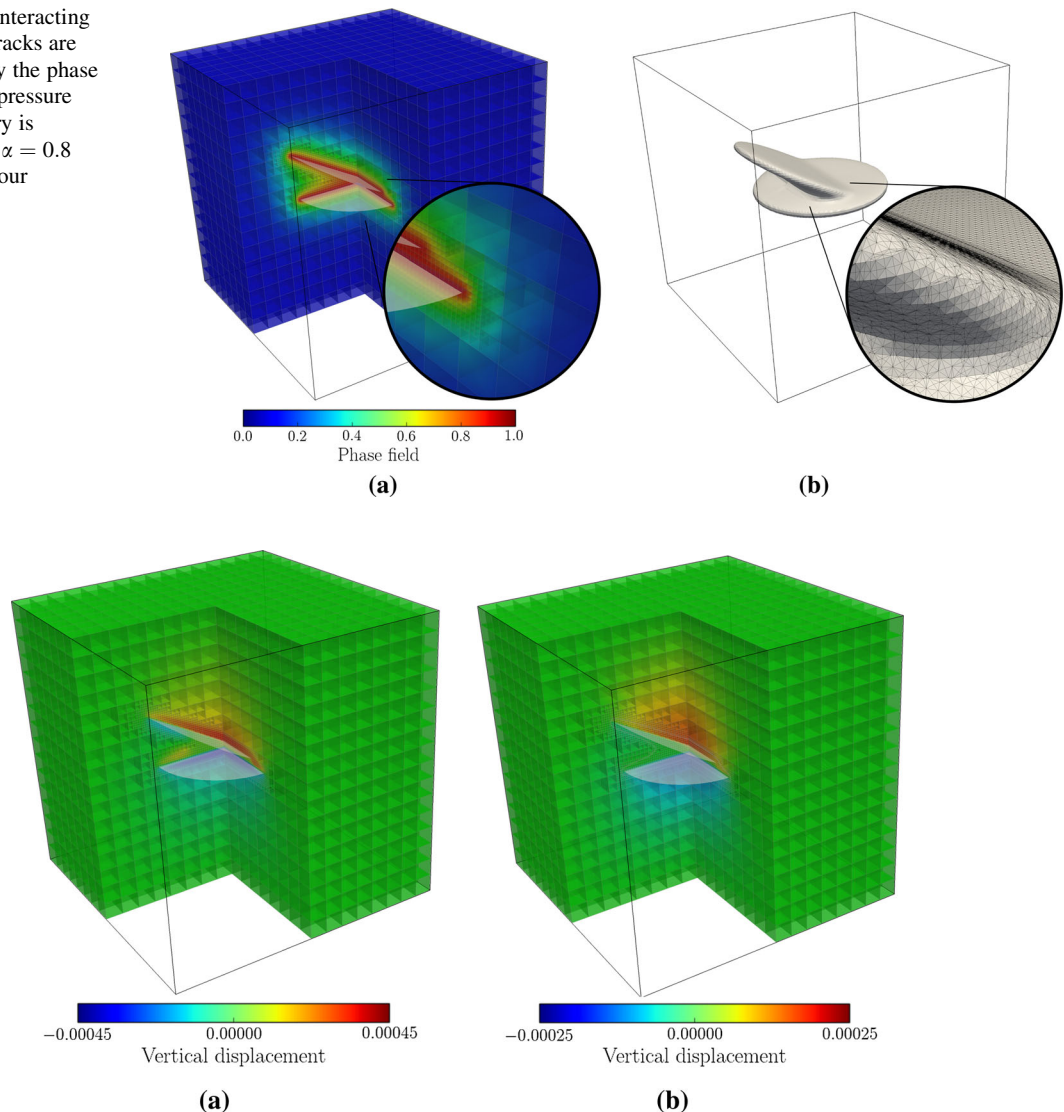 nteracting
racks are
y the phase
pressure
ry is
α = 0.8
our
0.0 0.2 0.4 0.6 0.8 1.0
Phase field
(a)
(b)
−0.00045 0.00000 0.00045
Vertical displacement
(a)
−0.00025 0.00000 0.00025
Vertical displacement
(b)